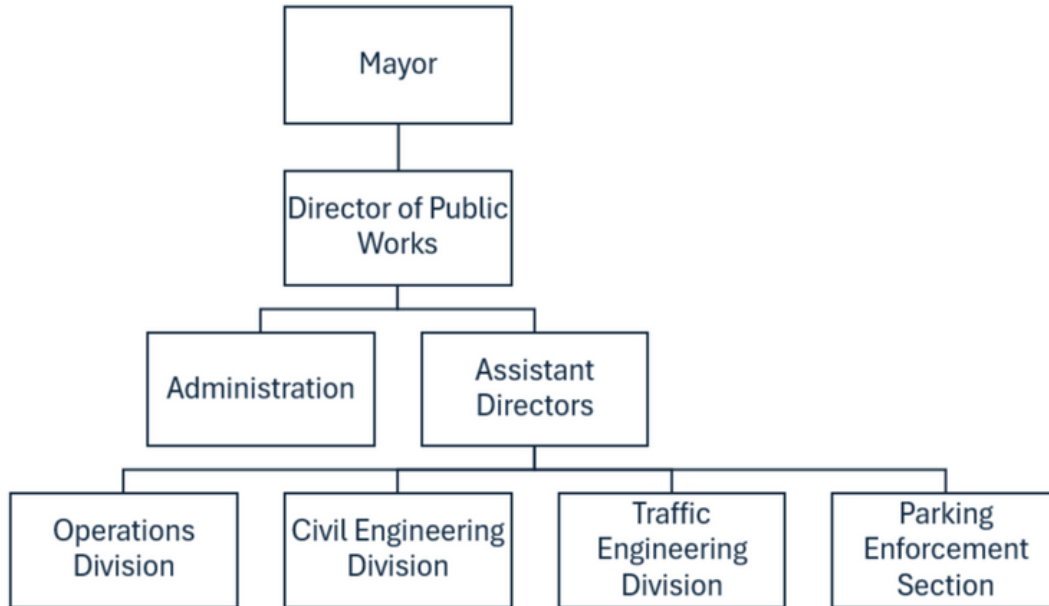 Mayor
Director of Public
Works
Administration
Assistant
Directors
Operations
Division
Civil Engineering
Division
Traffic
Engineering
Division
Parking
Enforcement
Section